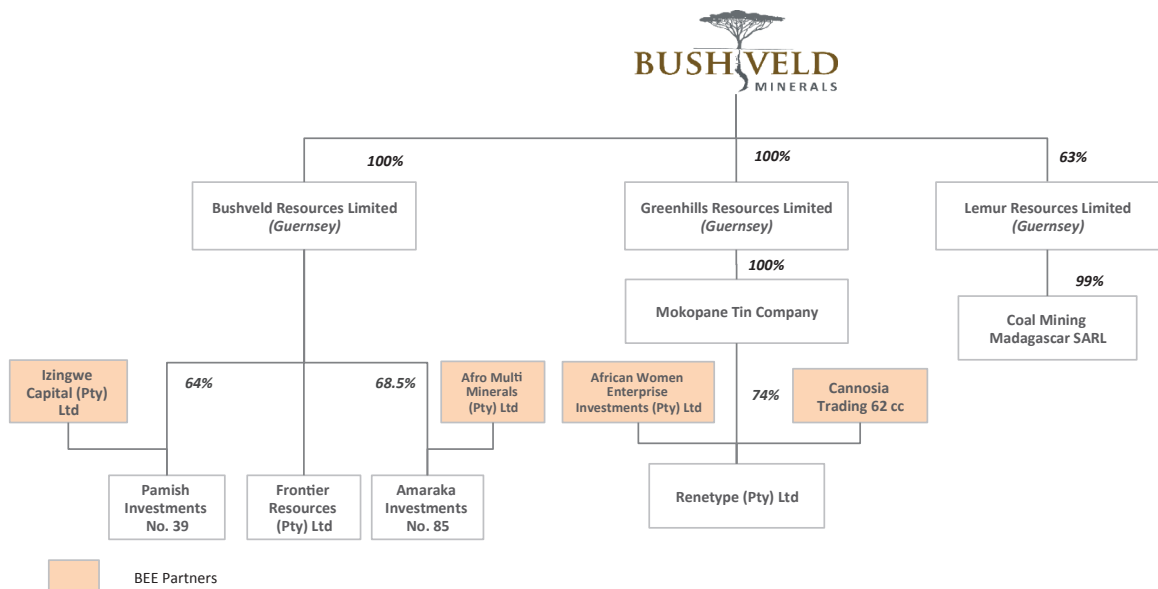 BUSHVELD
MINERALS
100%
100%
63%
Bushveld Resources Limited
(Guernsey)
Greenhills Resources Limited
(Guernsey)
Lemur Resources Limited
(Guernsey)
100%
99%
Mokopane Tin Company
Coal Mining
Madagascar SARL
Izingwe
Capital (Pty)
Ltd
64%
68.5%
Afro Multi
Minerals
(Pty) Ltd
African Women
Enterprise
Investments (Pty) Ltd
74%
Cannosia
Trading 62 cc
Pamish
Investments
No. 39
Frontier
Resources
(Pty) Ltd
Amaraka
Investments
No. 85
Renetype (Pty) Ltd
BEE Partners